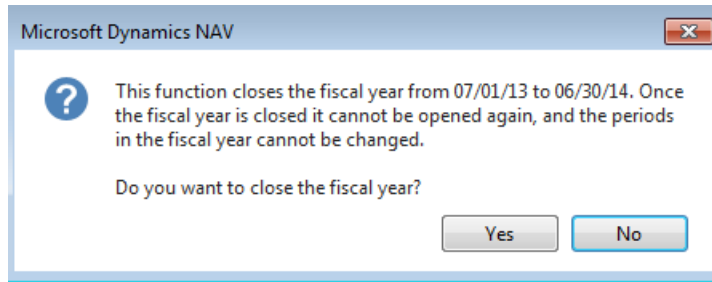 Microsoft Dynamics NAV
This function closes the fiscal year from 07/01/13 to 06/30/14. Once
the fiscal year is closed it cannot be opened again, and the periods
in the fiscal year cannot be changed.
Do you want to close the fiscal year?
Yes
No